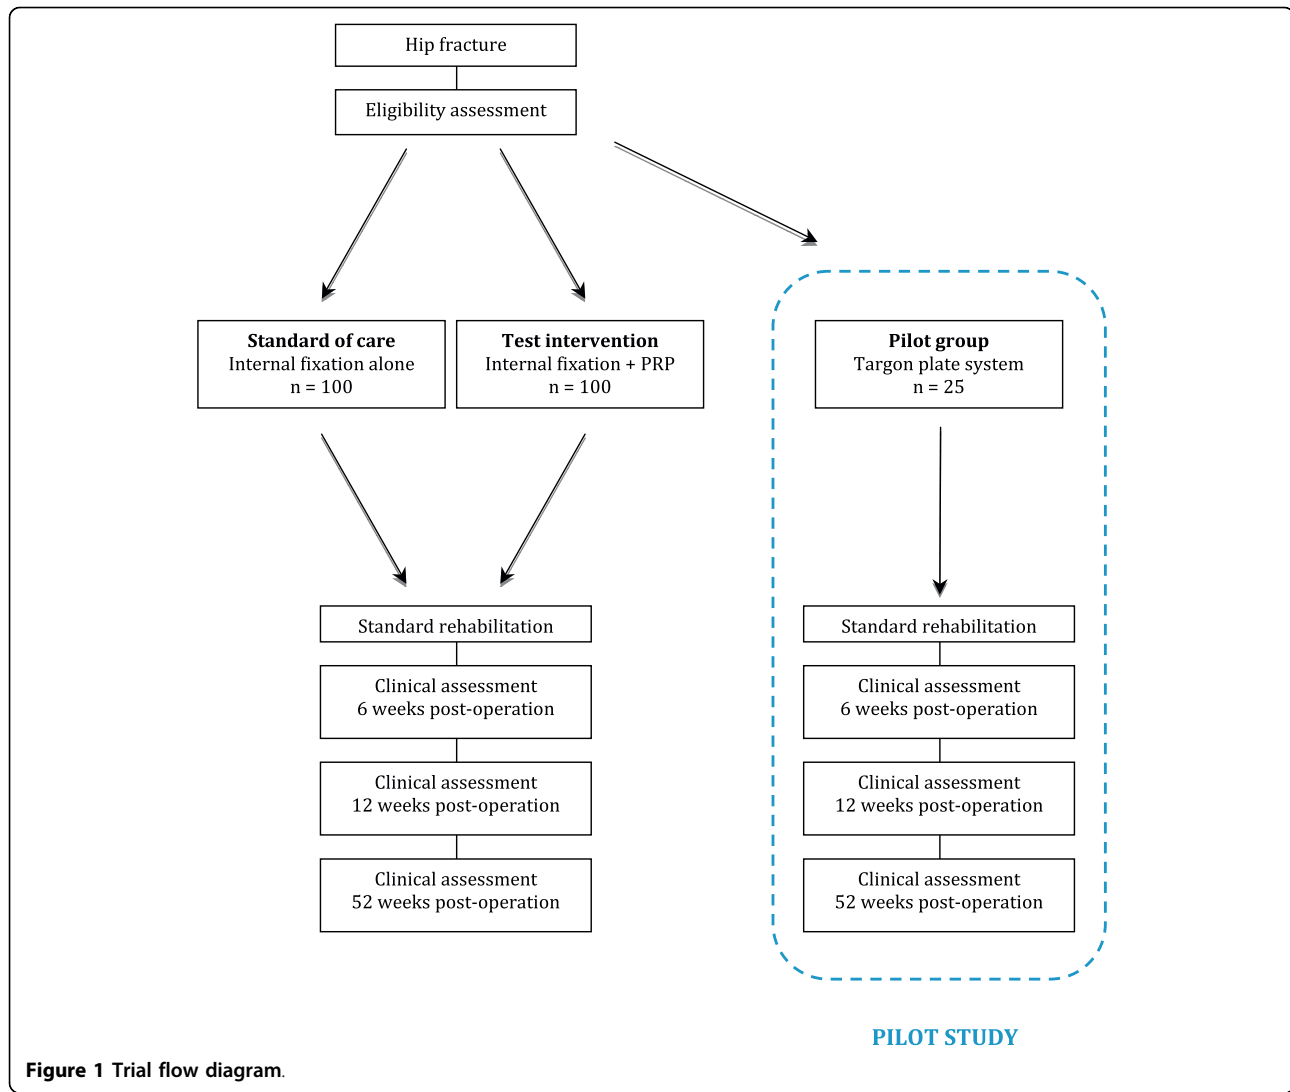 Hip fracture
Eligibility assessment
Standard of care
Internal fixation alone
n = 100
Test intervention
Internal fixation + PRP
n = 100
Pilot group
Targon plate system
n = 25
Standard rehabilitation
Clinical assessment
6 weeks post-operation
Clinical assessment
12 weeks post-operation
Clinical assessment
52 weeks post-operation
Standard rehabilitation
Clinical assessment
6 weeks post-operation
Clinical assessment
12 weeks post-operation
Clinical assessment
52 weeks post-operation
PILOT STUDY
Figure 1 Trial flow diagram.